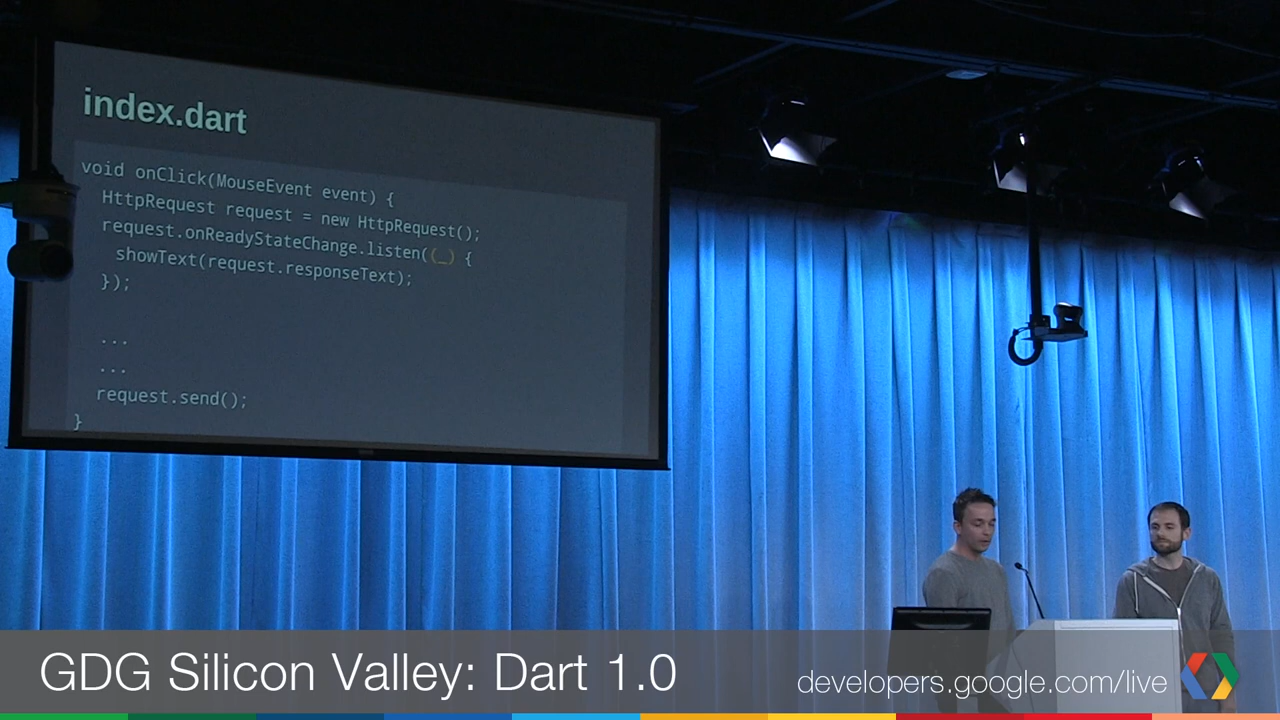 index.dart
void onClick(MouseEvent event) {
HttpRequest request = new HttpRequest();
request.onReadyStateChange.listen((_) {
showText(request.responseText);
});
...
...
request.send();
}
GDG Silicon Valley: Dart 1.0
developers.google.com/live